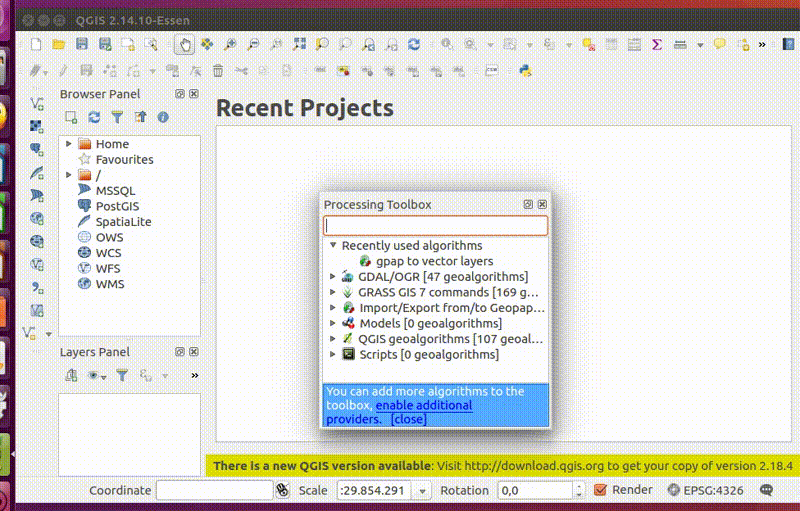 QGIS 2.14.10-Essen
Browser Panel
Home
Favourites
/
MSSQL
PostGIS
SpatiaLite
OWS
WCS
WFS
WMS
Layers Panel
Recent Projects
Processing Toolbox
Recently used algorithms
gpap to vector layers
GDAL/OGR [47 geoalgorithms]
GRASS GIS 7 commands [169 g...
Import/Export from/to Geopap...
Models [0 geoalgorithms]
QGIS geoalgorithms [107 geoal...
Scripts [0 geoalgorithms]
You can add more algorithms to the
toolbox, enable additional
providers. [close]
There is a new QGIS version available: Visit http://download.qgis.org to get your copy of version 2.18.4
Coordinate Scale :29.854.291 Rotation 0,0 Render EPSG:4326